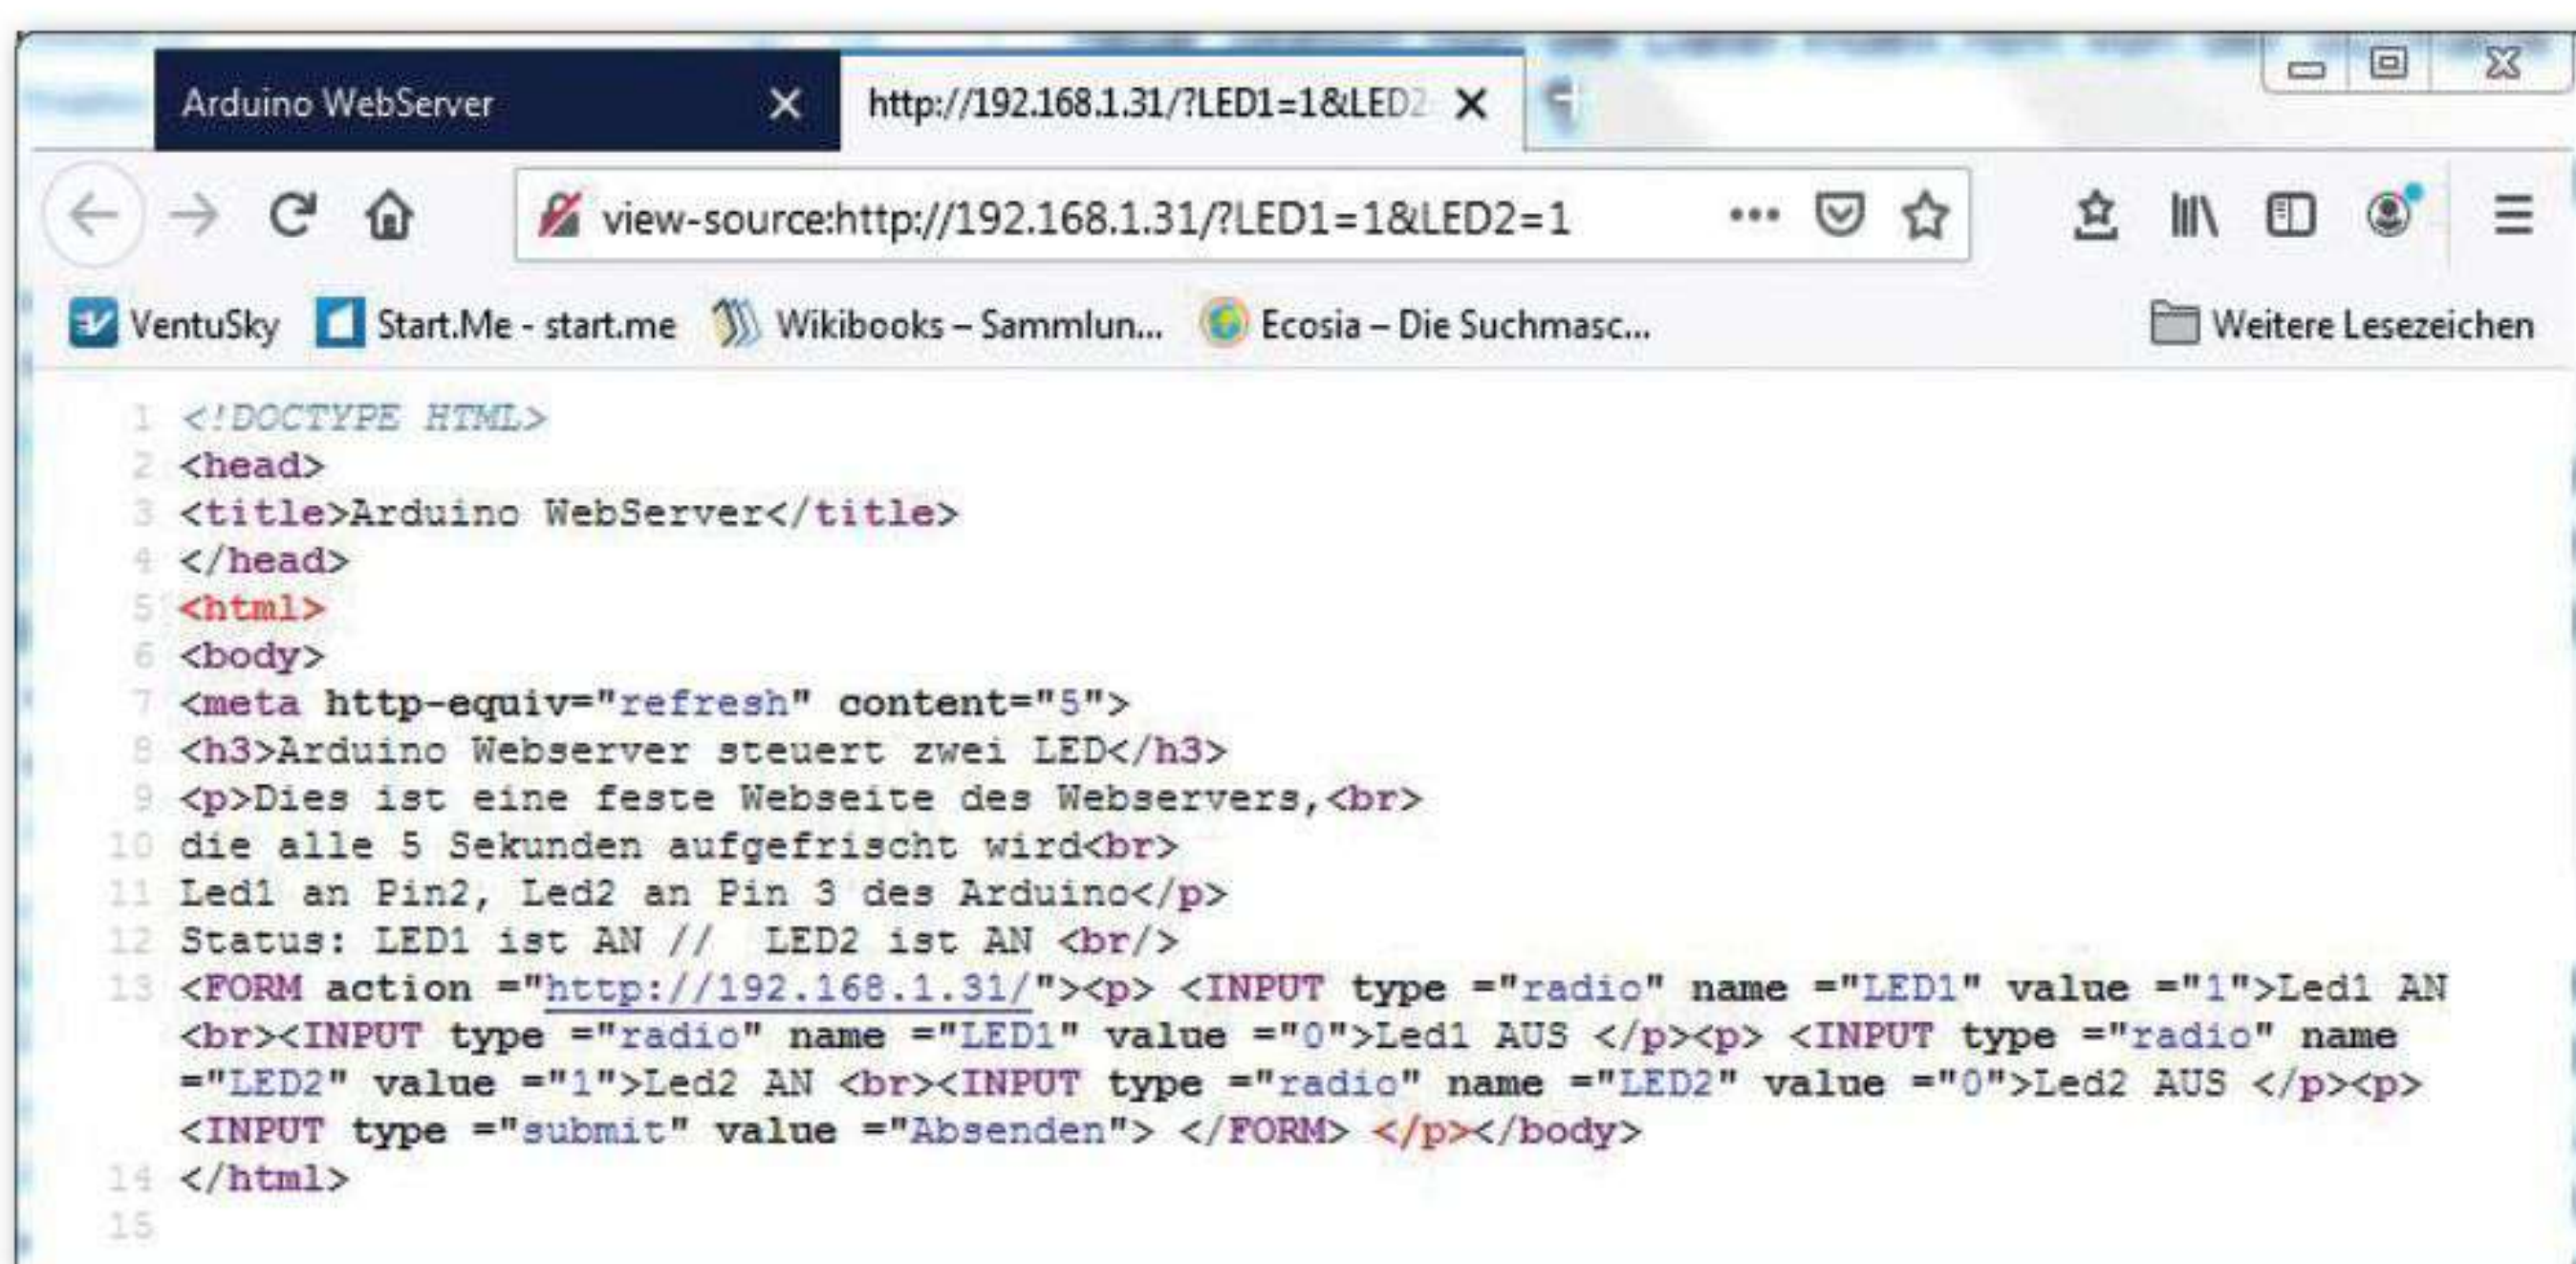 Arduino WebServer
http://192.168.1.31/?LED1=1&LED2
view-source:http://192.168.1.31/?LED1=1&LED2=1
VentuSky Start.Me - start.me Wikibooks – Sammlun... Ecosia – Die Suchmasc... Weitere Lesezeichen
1 <!DOCTYPE HTML>
2 <head>
3 <title>Arduino WebServer</title>
4 </head>
5 <html>
6 <body>
7 <meta http-equiv="refresh" content="5">
8 <h3>Arduino Webserver steuert zwei LED</h3>
9 <p>Dies ist eine feste Webseite des Webservers,<br>
10 die alle 5 Sekunden aufgefrischt wird<br>
11 Led1 an Pin2, Led2 an Pin 3 des Arduino</p>
12 Status: LED1 ist AN //  LED2 ist AN <br/>
13 <FORM action ="http://192.168.1.31/"><p> <INPUT type ="radio" name ="LED1" value ="1">Led1 AN
<br><INPUT type ="radio" name ="LED1" value ="0">Led1 AUS </p><p> <INPUT type ="radio" name
="LED2" value ="1">Led2 AN <br><INPUT type ="radio" name ="LED2" value ="0">Led2 AUS </p><p>
<INPUT type ="submit" value ="Absenden"> </FORM> </p></body>
14 </html>
15